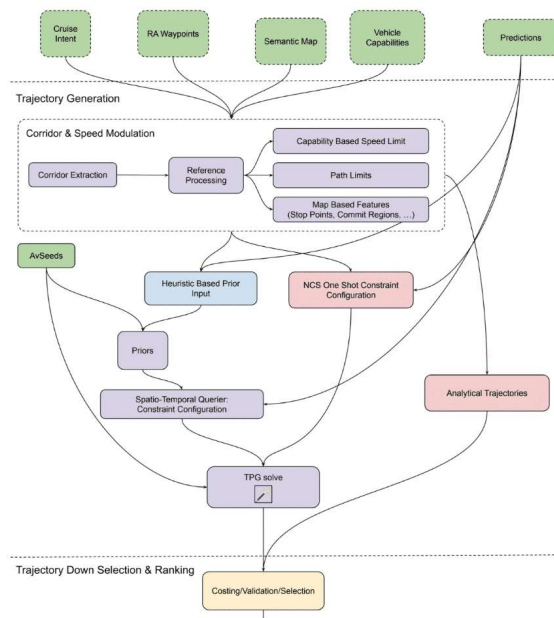 Cruise
Intent
RA Waypoints
Semantic Map
Vehicle
Capabilities
Predictions
Trajectory Generation
Corridor & Speed Modulation
Capability Based Speed Limit
Corridor Extraction
Reference
Processing
Path Limits
Map Based Features
(Stop Points, Commit Regions, ...)
AvSeeds
Heuristic Based Prior
Input
NCS One Shot Constraint
Configuration
Priors
Spatio-Temporal Querier:
Constraint Configuration
Analytical Trajectories
TPG solve
Trajectory Down Selection & Ranking
Costing/Validation/Selection